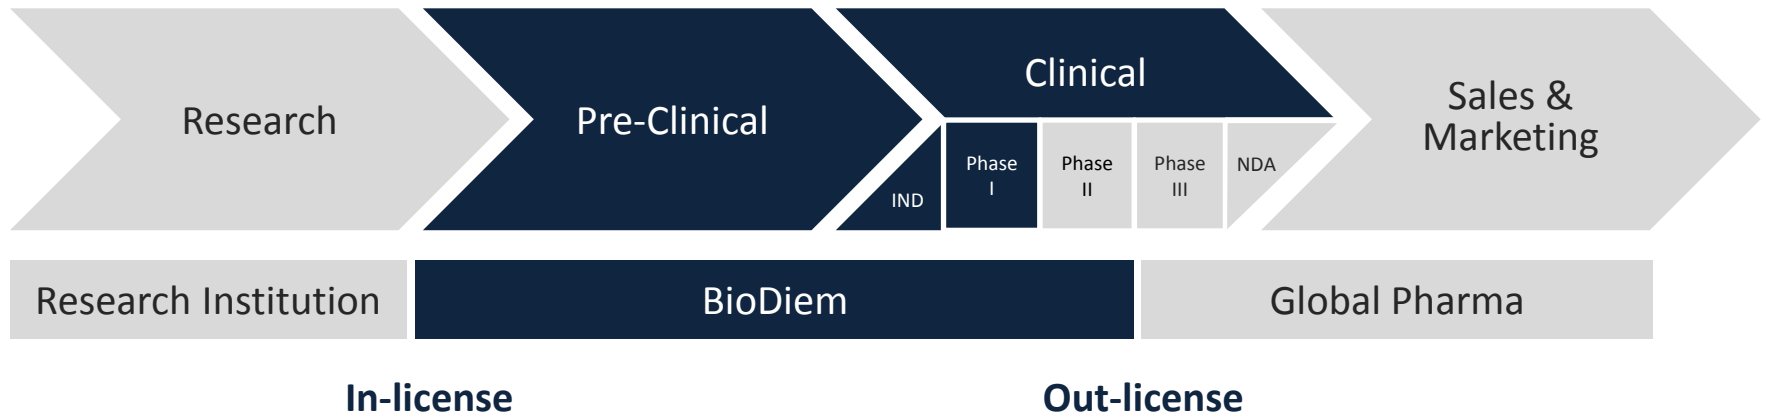 Research
Pre-Clinical
Clinical
IND
Phase
I
Phase
II
Phase
III
NDA
Sales &
Marketing
Research Institution
BioDiem
Global Pharma
In-license
Out-license